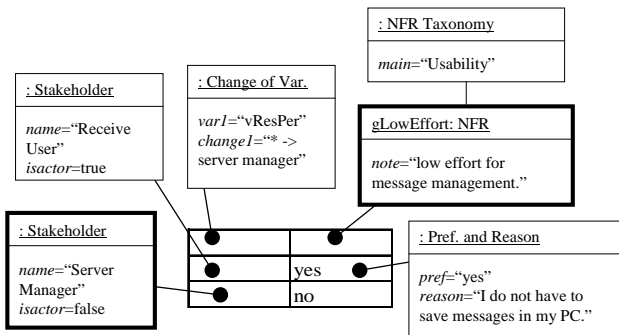 : NFR Taxonomy
main=“Usability”
: Change of Var.
var1=“vResPer”
change1=“* ->
server manager”
: Stakeholder
name=“Receive
User”
isactor=true
gLowEffort: NFR
note=“low effort for
message management.”
: Stakeholder
name=“Server
Manager”
isactor=false
yes
no
: Pref. and Reason
pref=“yes”
reason=“I do not have to
save messages in my PC.”